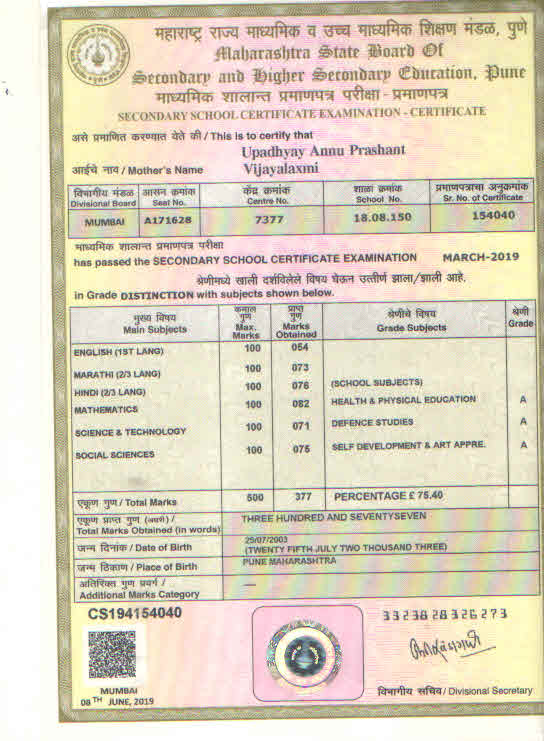 महाराष्ट्र राज्य माध्यमिक व उच्च माध्यमिक शिक्षण मंडळ, पुणे
Maharashtra State Board Of
Secondary and Higher Secondary Education, Pune
माध्यमिक शालान्त प्रमाणपत्र परीक्षा - प्रमाणपत्र
SECONDARY SCHOOL CERTIFICATE EXAMINATION - CERTIFICATE
असे प्रमाणित करण्यात येते की / This is to certify that
Upadhyay Annu Prashant
आईचे नाव / Mother's Name Vijayalaxmi
विभागीय मंडळ आसन क्रमांक केंद्र क्रमांक शाळा क्रमांक प्रमाणपत्राचा अनुक्रमांक
Divisional Board Seat No. Centre No. School No. Sr. No. of Certificate
MUMBAI A171628 7377 18.08.150 154040
माध्यमिक शालान्त प्रमाणपत्र परीक्षा
has passed the SECONDARY SCHOOL CERTIFICATE EXAMINATION MARCH-2019
श्रेणीमध्ये खाली दर्शविलेले विषय घेऊन उत्तीर्ण झाला/झाली आहे.
in Grade DISTINCTION with subjects shown below.
मुख्य विषय कमाल गुण प्राप्त गुण श्रेणीचे विषय श्रेणी
Main Subjects Max. Marks Marks Obtained Grade Subjects Grade
ENGLISH (1ST LANG) 100 054
MARATHI (2/3 LANG) 100 073
HINDI (2/3 LANG) 100 076 (SCHOOL SUBJECTS)
MATHEMATICS 100 082 HEALTH & PHYSICAL EDUCATION A
SCIENCE & TECHNOLOGY 100 071 DEFENCE STUDIES A
SOCIAL SCIENCES 100 075 SELF DEVELOPMENT & ART APPRE. A
एकूण गुण / Total Marks 500 377 PERCENTAGE £ 75.40
एकूण प्राप्त गुण (अक्षरी) /
Total Marks Obtained (in words) THREE HUNDRED AND SEVENTYSEVEN
25/07/2003
जन्म दिनांक / Date of Birth (TWENTY FIFTH JULY TWO THOUSAND THREE)
जन्म ठिकाण / Place of Birth PUNE MAHARASHTRA
अतिरिक्त गुण प्रवर्ग /
Additional Marks Category —
CS194154040
33238 28 326 273
MUMBAI
08TH JUNE, 2019
विभागीय सचिव / Divisional Secretary